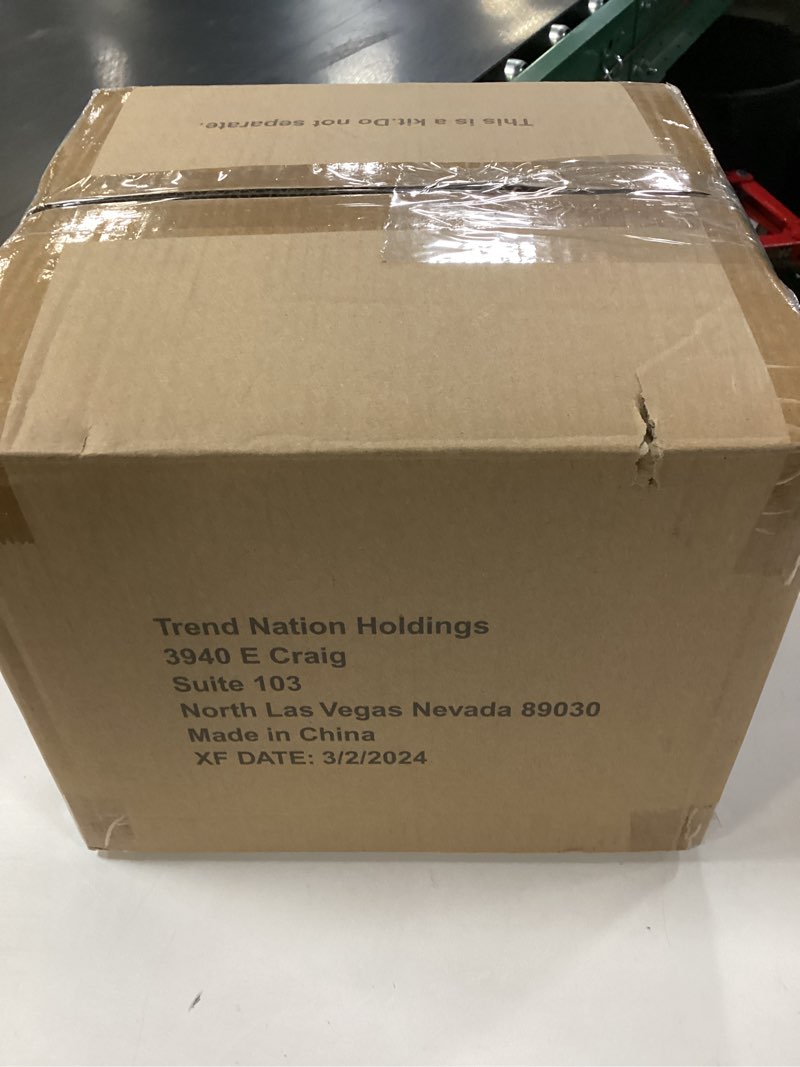 This is a kit.Do not separate.
Trend Nation Holdings
3940 E Craig
Suite 103
North Las Vegas Nevada 89030
Made in China
XF DATE: 3/2/2024